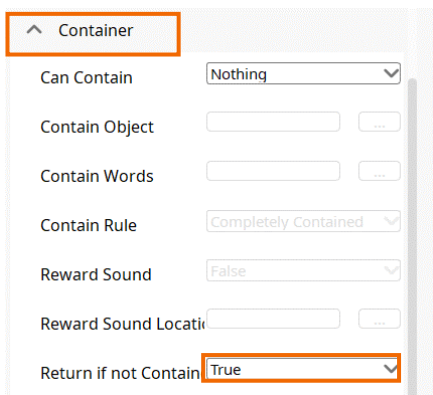 Container
Can Contain Nothing
Contain Object ...
Contain Words ...
Contain Rule Completely Contained
Reward Sound False
Reward Sound Locati ...
Return if not Contain True